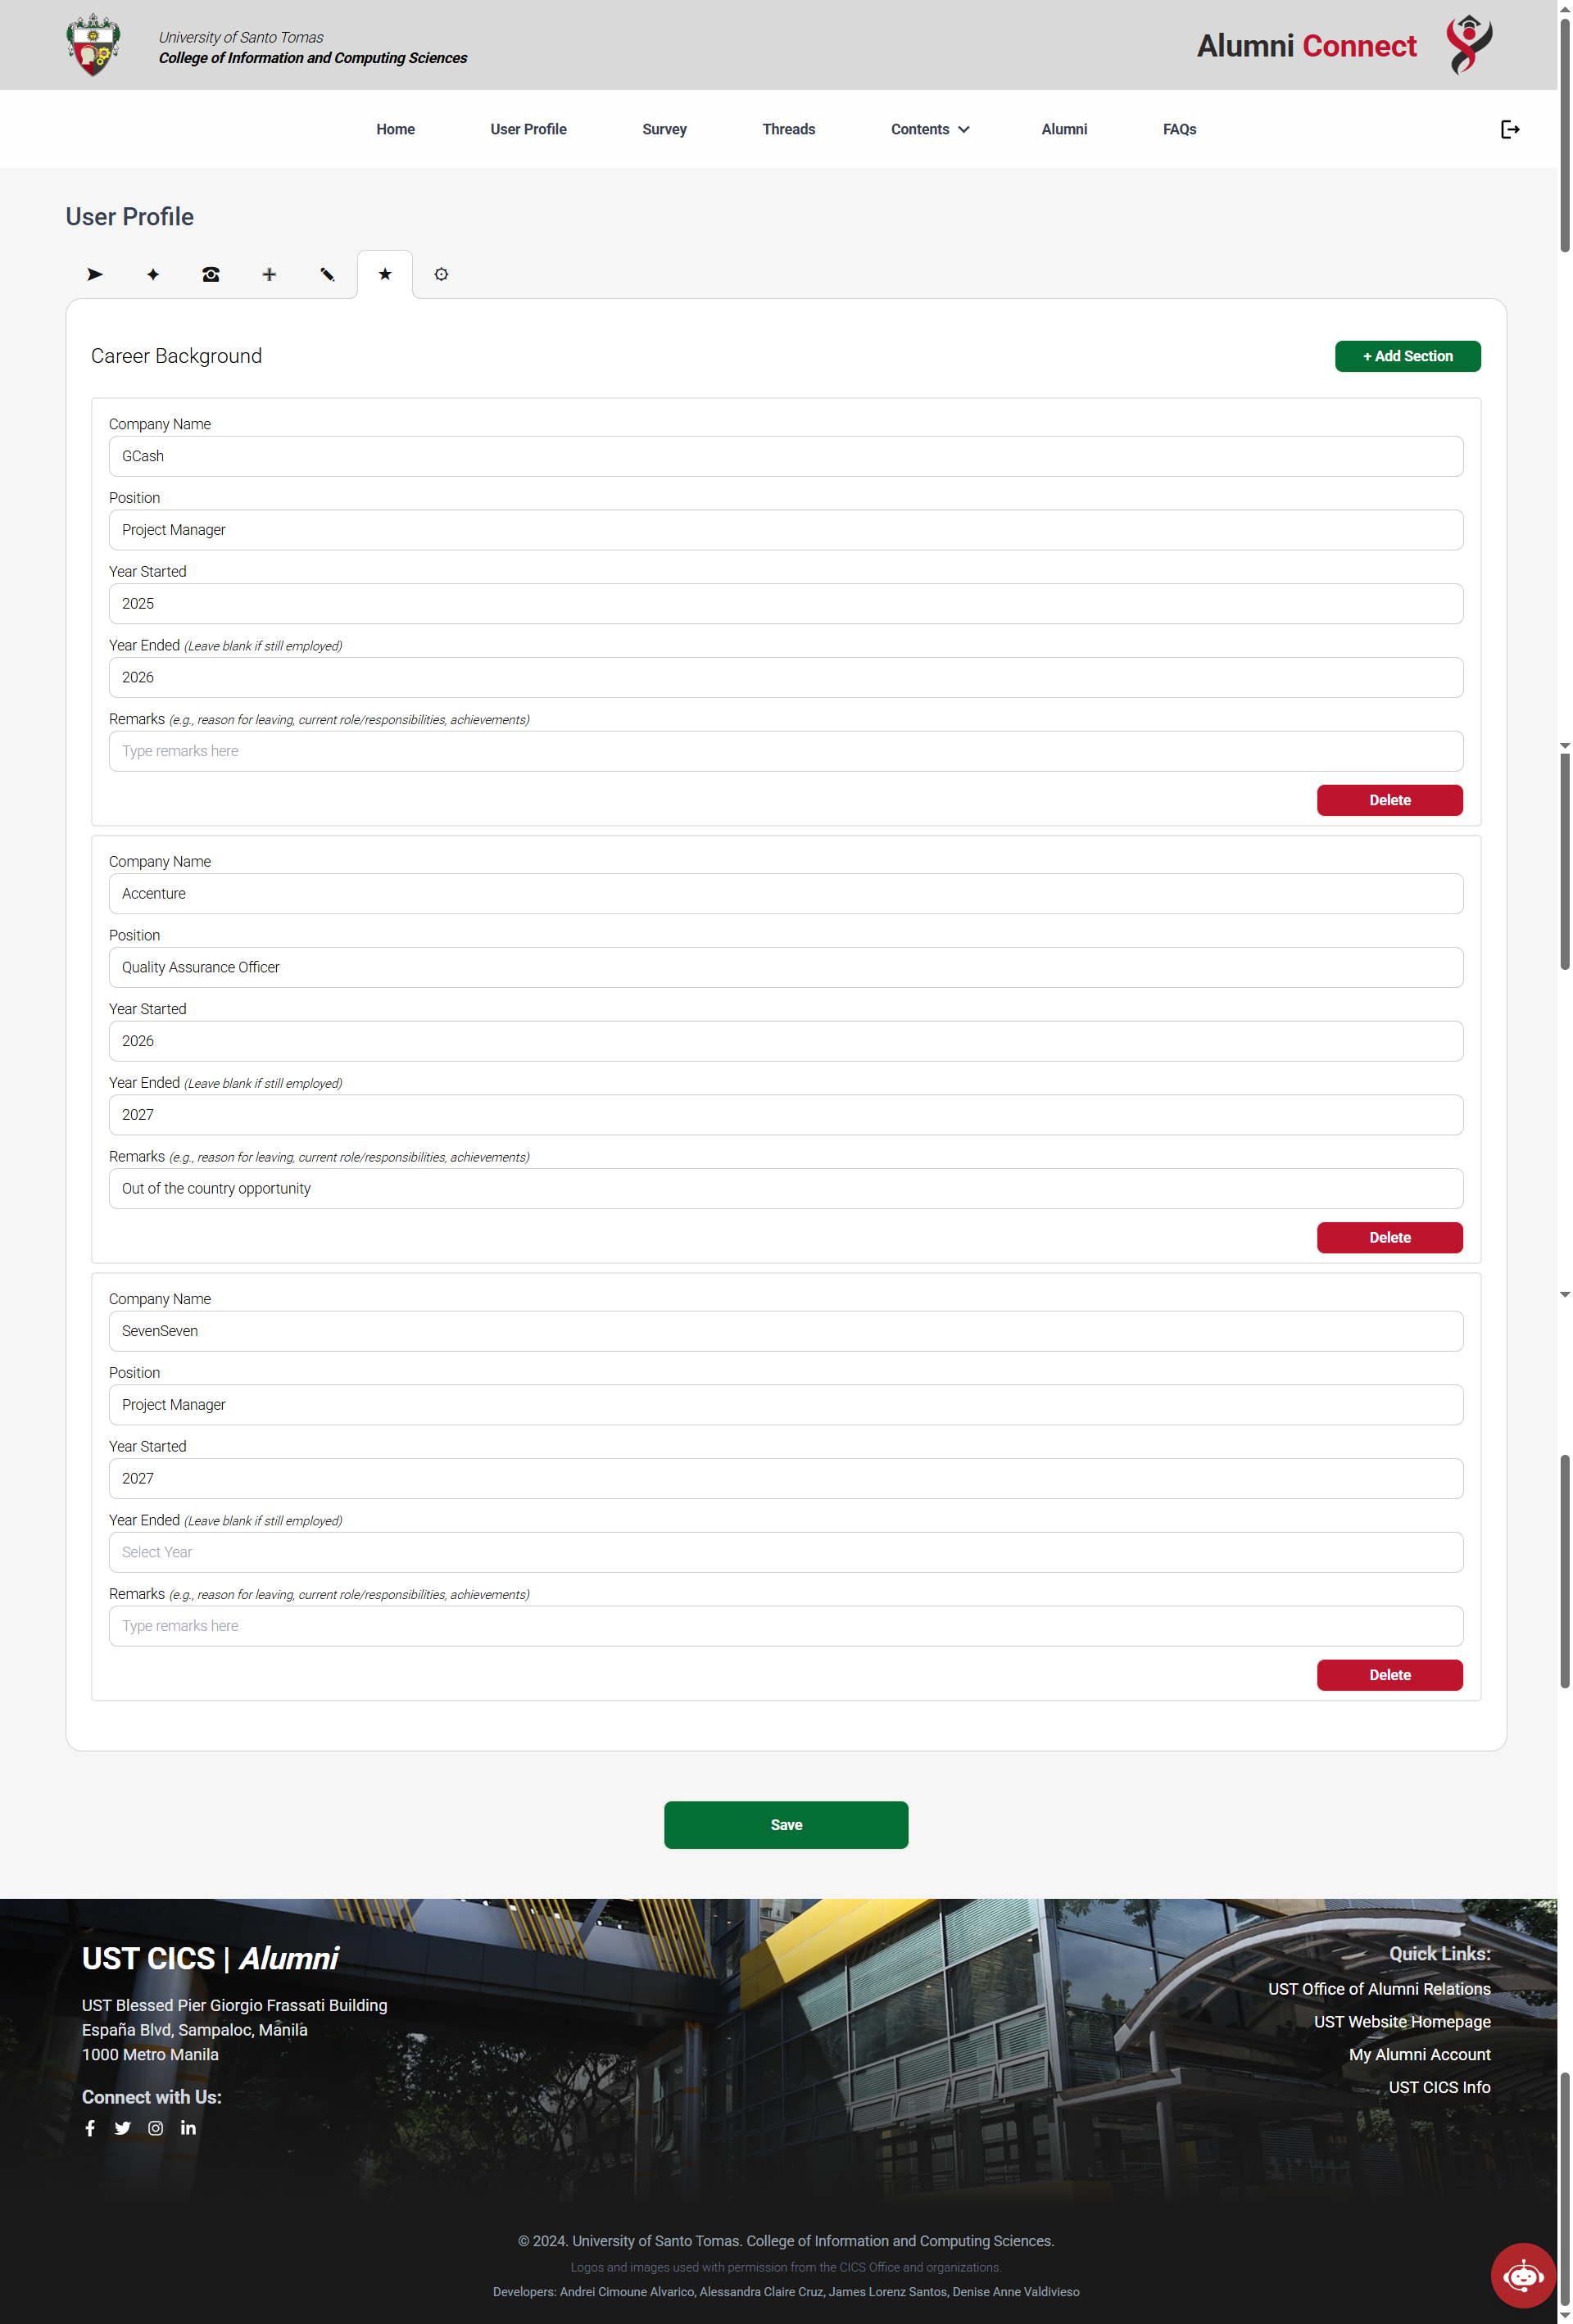 University of Santo Tomas
College of Information and Computing Sciences
Alumni Connect
Home
User Profile
Survey
Threads
Contents
Alumni
FAQs
User Profile
Career Background
+ Add Section
Company Name
GCash
Position
Project Manager
Year Started
2025
Year Ended (Leave blank if still employed)
2026
Remarks (e.g., reason for leaving, current role/responsibilities, achievements)
Type remarks here
Delete
Company Name
Accenture
Position
Quality Assurance Officer
Year Started
2026
Year Ended (Leave blank if still employed)
2027
Remarks (e.g., reason for leaving, current role/responsibilities, achievements)
Out of the country opportunity
Delete
Company Name
SevenSeven
Position
Project Manager
Year Started
2027
Year Ended (Leave blank if still employed)
Select Year
Remarks (e.g., reason for leaving, current role/responsibilities, achievements)
Type remarks here
Delete
Save
UST CICS | Alumni
UST Blessed Pier Giorgio Frassati Building
España Blvd, Sampaloc, Manila
1000 Metro Manila
Connect with Us:
Quick Links:
UST Office of Alumni Relations
UST Website Homepage
My Alumni Account
UST CICS Info
© 2024. University of Santo Tomas. College of Information and Computing Sciences.
Logos and images used with permission from the CICS Office and organizations.
Developers: Andrei Cimoune Alvarico, Alessandra Claire Cruz, James Lorenz Santos, Denise Anne Valdivieso